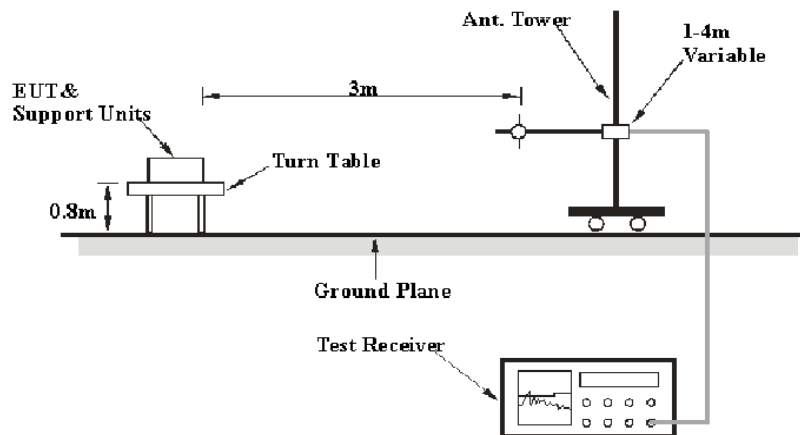 Ant. Tower
1-4m
Variable
3m
EUT &
Support Units
Turn Table
0.8m
Ground Plane
Test Receiver